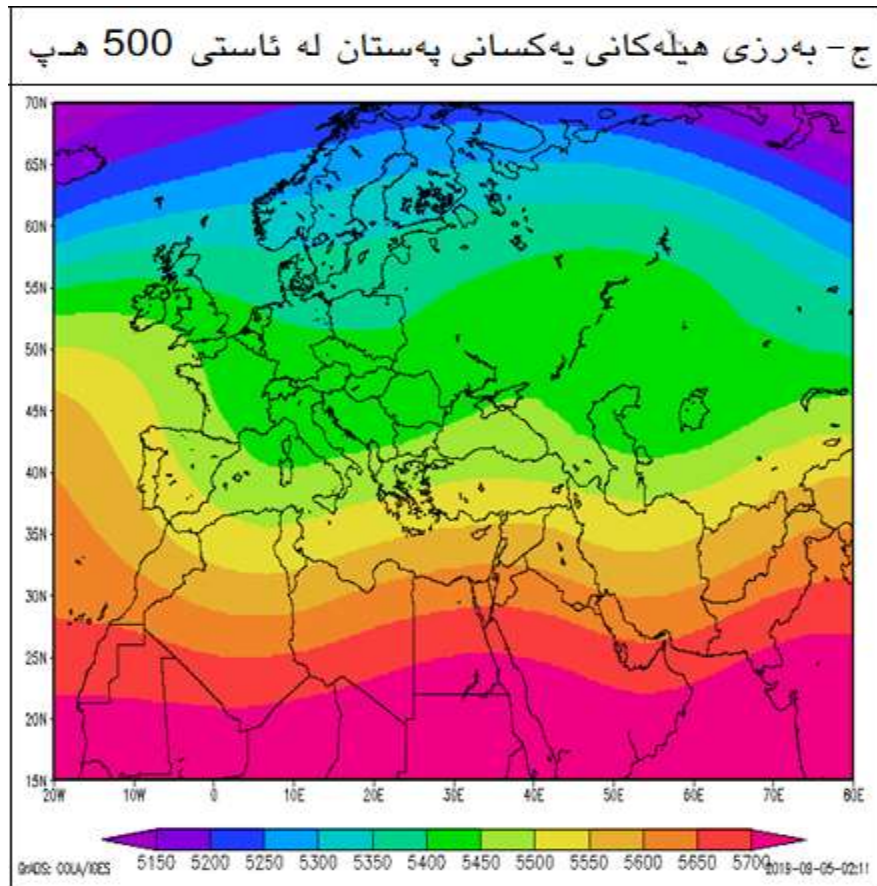 ج - بەرزی هێڵەکانی یەکسانی پەستان لە ئاستی 500 هـپ
70N
65N
60N
55N
50N
45N
40N
35N
30N
25N
20N
15N
20W 10W 0 10E 20E 30E 40E 50E 60E 70E 80E
5150 5200 5250 5300 5350 5400 5450 5500 5550 5600 5650 5700
GrADS: COLA/IGES 2019-08-05-02:11